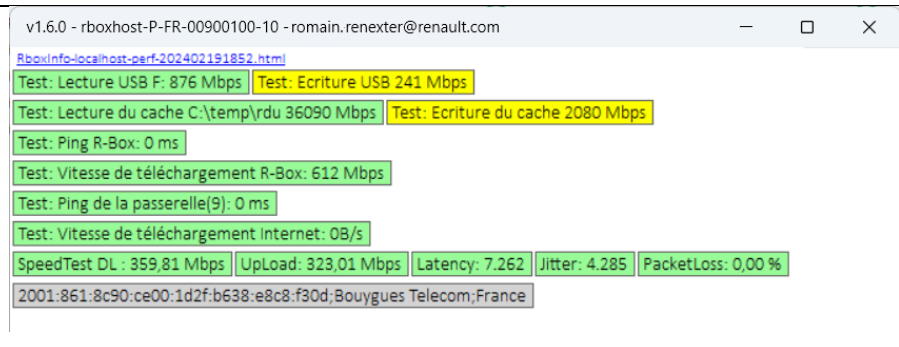 v1.6.0 - rboxhost-P-FR-00900100-10 - romain.renexter@renault.com
RboxInfo-localhost-perf-202402191852.html
Test: Lecture USB F: 876 Mbps Test: Ecriture USB 241 Mbps
Test: Lecture du cache C:\temp\rdu 36090 Mbps Test: Ecriture du cache 2080 Mbps
Test: Ping R-Box: 0 ms
Test: Vitesse de téléchargement R-Box: 612 Mbps
Test: Ping de la passerelle(9): 0 ms
Test: Vitesse de téléchargement Internet: 0B/s
SpeedTest DL : 359,81 Mbps UpLoad: 323,01 Mbps Latency: 7.262 Jitter: 4.285 PacketLoss: 0,00 %
2001:861:8c90:ce00:1d2f:b638:e8c8:f30d;Bouygues Telecom;France